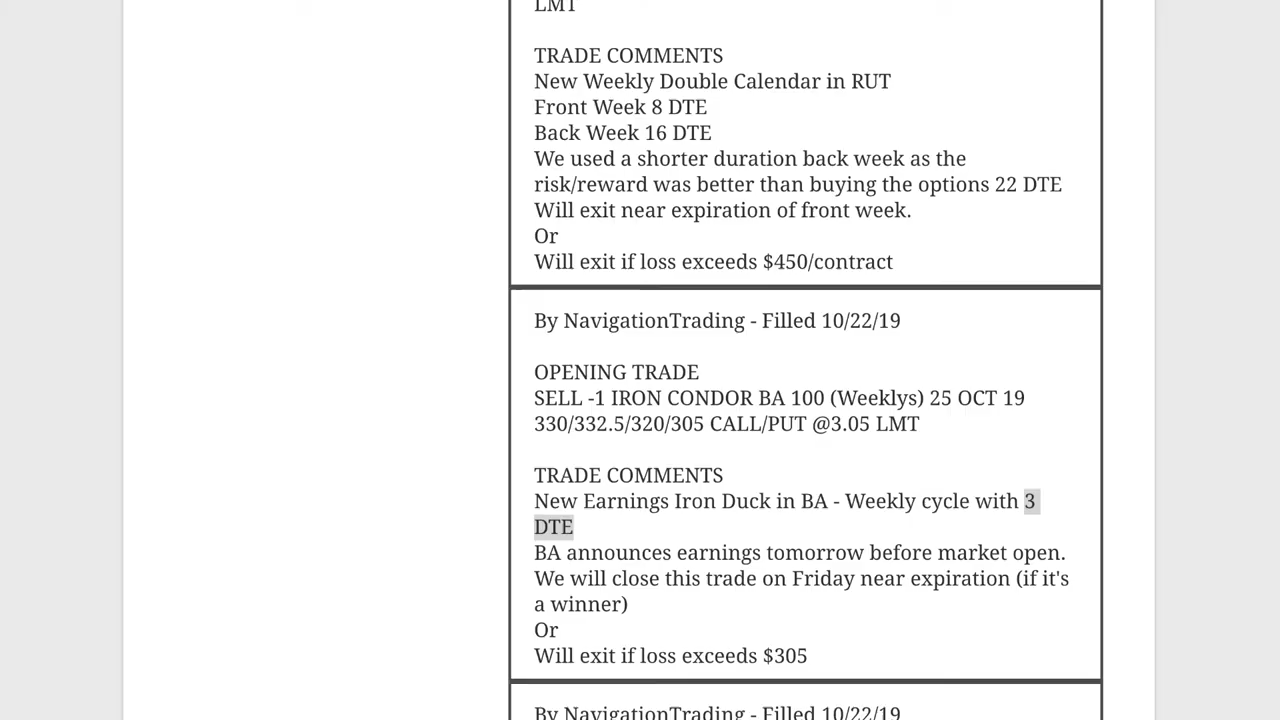 LMT
TRADE COMMENTS
New Weekly Double Calendar in RUT
Front Week 8 DTE
Back Week 16 DTE
We used a shorter duration back week as the
risk/reward was better than buying the options 22 DTE
Will exit near expiration of front week.
Or
Will exit if loss exceeds $450/contract
By NavigationTrading - Filled 10/22/19
OPENING TRADE
SELL -1 IRON CONDOR BA 100 (Weeklys) 25 OCT 19
330/332.5/320/305 CALL/PUT @3.05 LMT
TRADE COMMENTS
New Earnings Iron Duck in BA - Weekly cycle with 3
DTE
BA announces earnings tomorrow before market open.
We will close this trade on Friday near expiration (if it's
a winner)
Or
Will exit if loss exceeds $305
By NavigationTrading - Filled 10/22/19